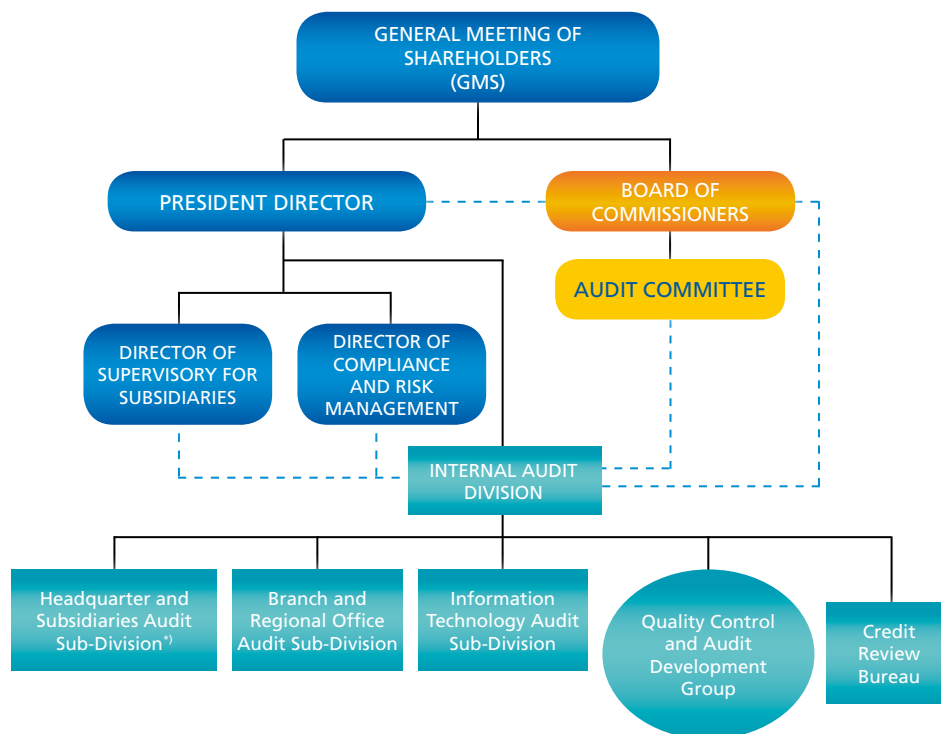 GENERAL MEETING OF
SHAREHOLDERS
(GMS)
PRESIDENT DIRECTOR
BOARD OF
COMMISSIONERS
AUDIT COMMITTEE
DIRECTOR OF
SUPERVISORY FOR
SUBSIDIARIES
DIRECTOR OF
COMPLIANCE
AND RISK
MANAGEMENT
INTERNAL AUDIT
DIVISION
Headquarter and
Subsidiaries Audit
Sub-Division*)
Branch and
Regional Office
Audit Sub-Division
Information
Technology Audit
Sub-Division
Quality Control
and Audit
Development
Group
Credit
Review
Bureau